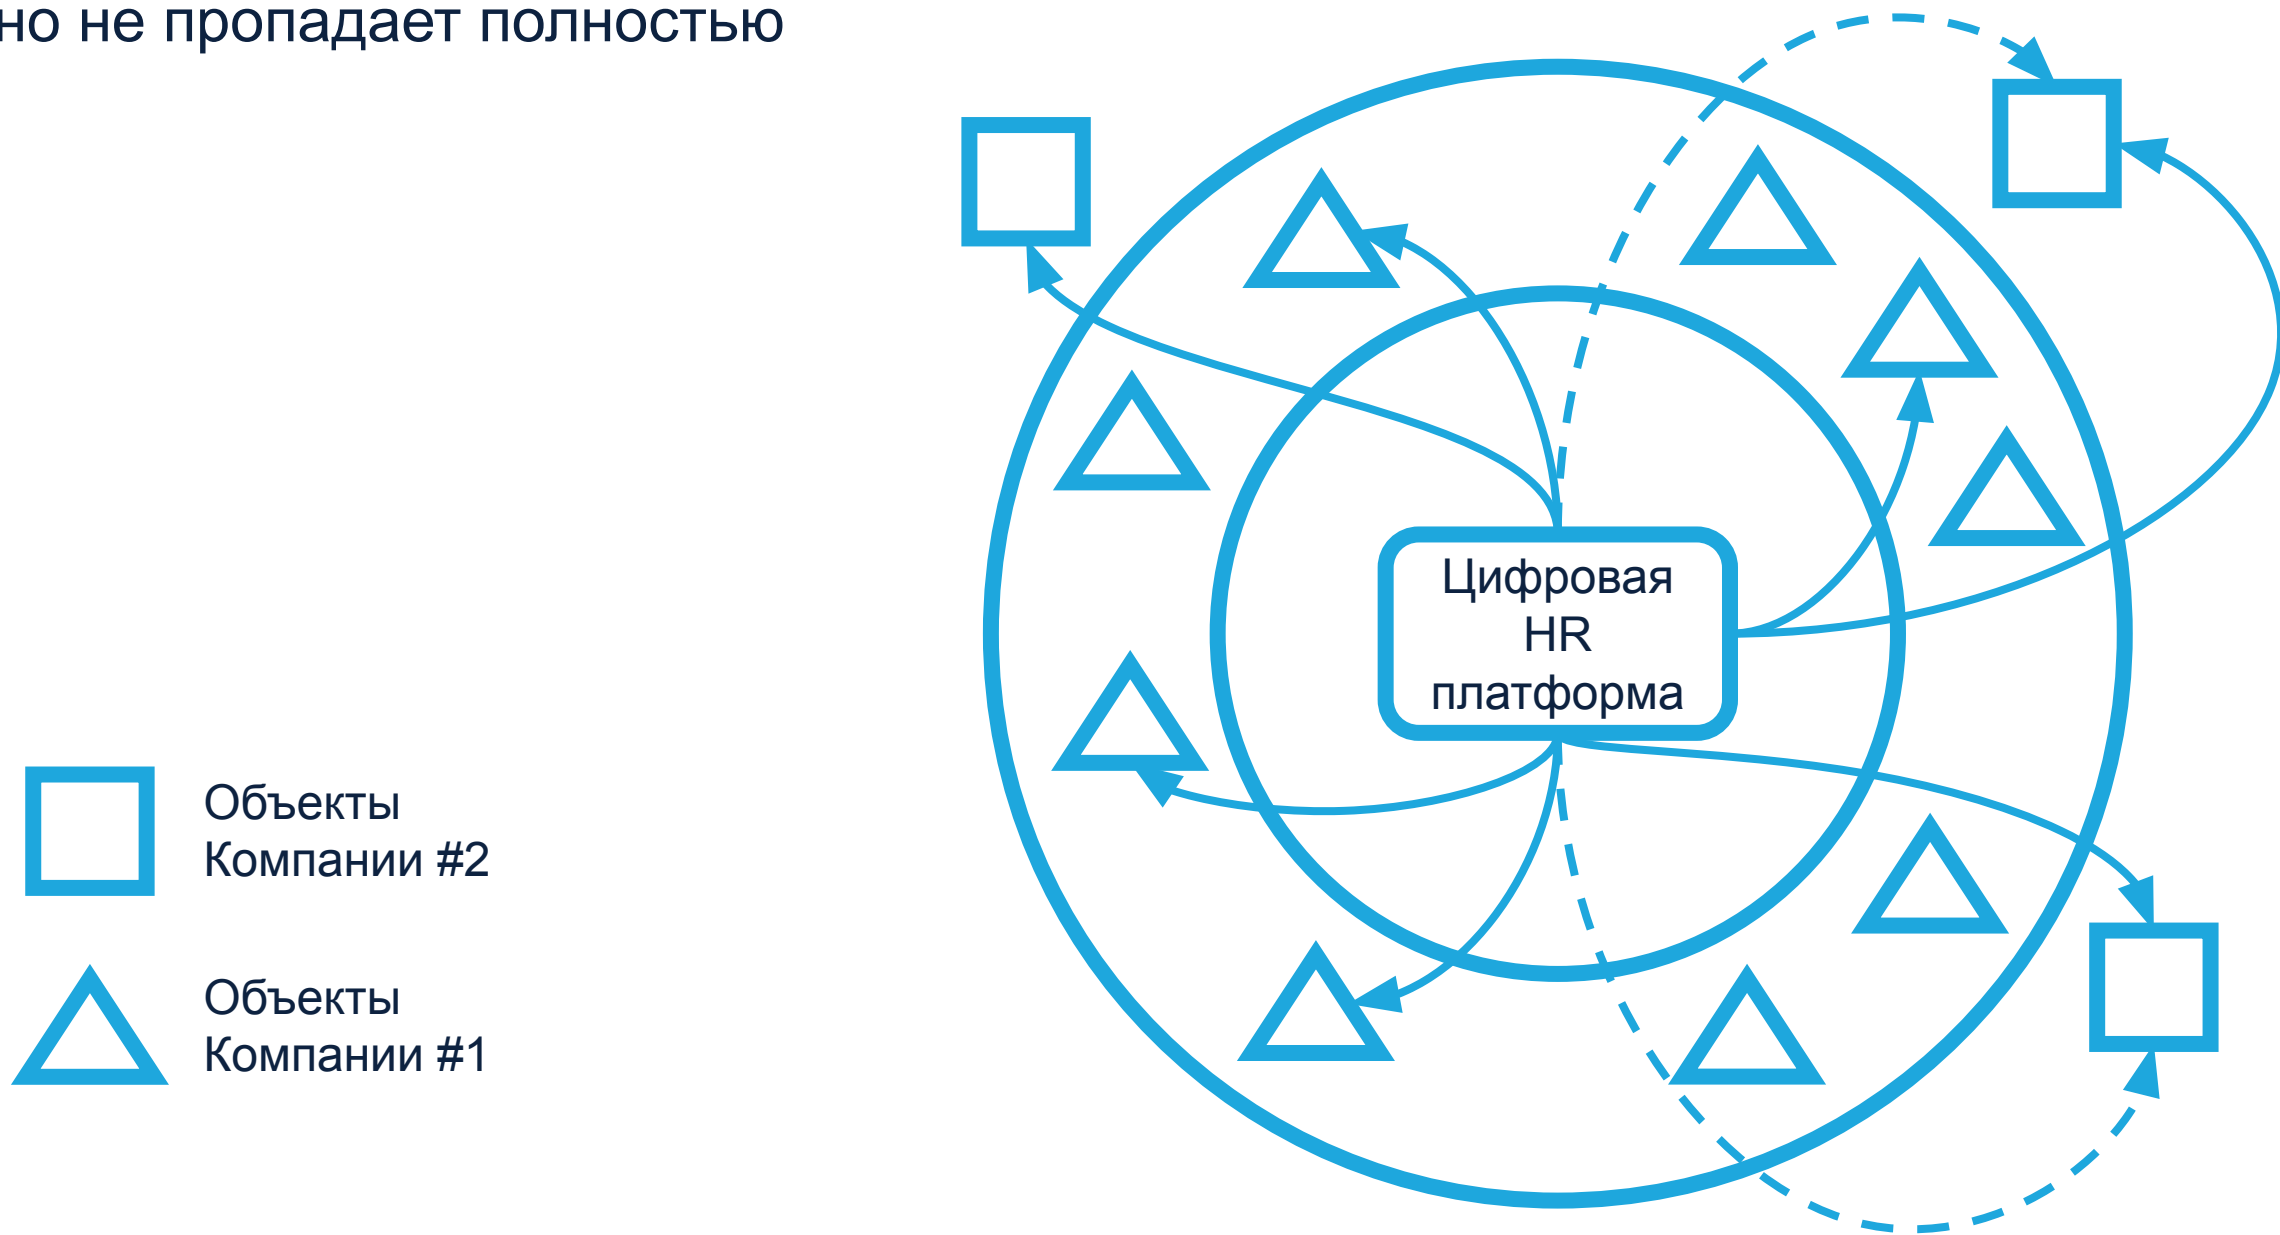 но не пропадает полностью
Цифровая
HR
платформа
Объекты
Компании #2
Объекты
Компании #1